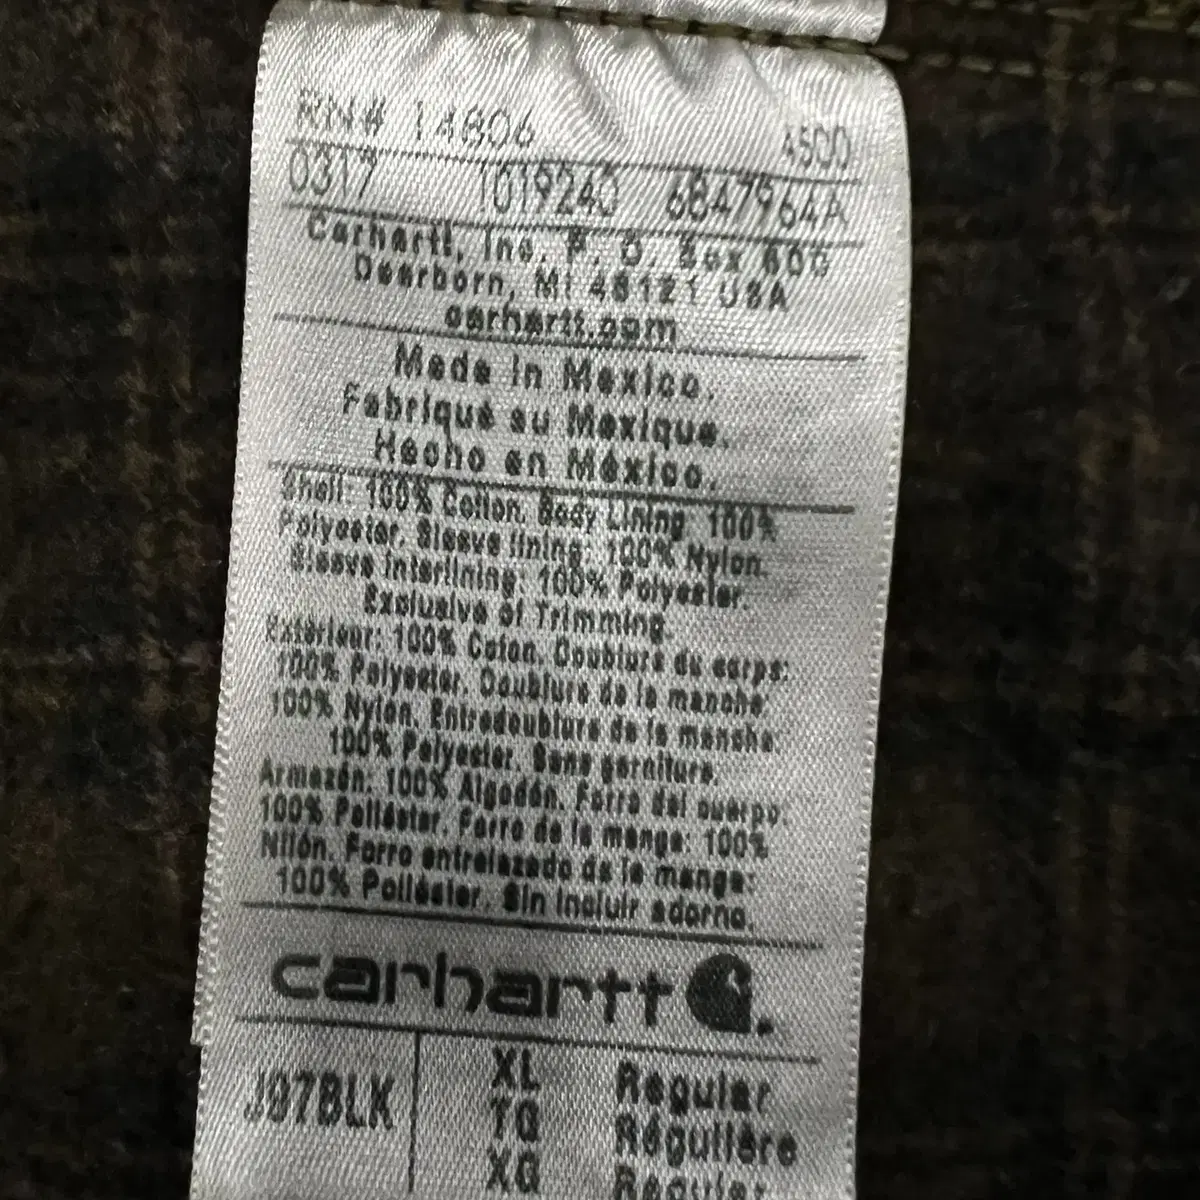 RN# 14806 4500
0317 1019240 6847964A
Carhartt, Inc. P. O. Box 600
Dearborn, MI 48121 USA
carhartt.com
Made in Mexico.
Fabriqué au Mexique.
Hecho en México.
Shell: 100% Cotton. Body Lining 100%
Polyester. Sleeve lining: 100% Nylon.
Sleeve interlining: 100% Polyester.
Exclusive of Trimming.
Extérieur: 100% Coton. Doublure du corps:
100% Polyester. Doublure de la manche
100% Nylon. Entredoublure de la manche
100% Polyester. Sans garniture.
Armazón: 100% Algodón. Forro del cuerpo:
100% Poliéster. Forro de la manga: 100%
Nilón. Forro entrelazado de la manga:
100% Poliéster. Sin incluir adorno.
carhartt
J97BLK
XL Regular
TG Régulière
XG Regular